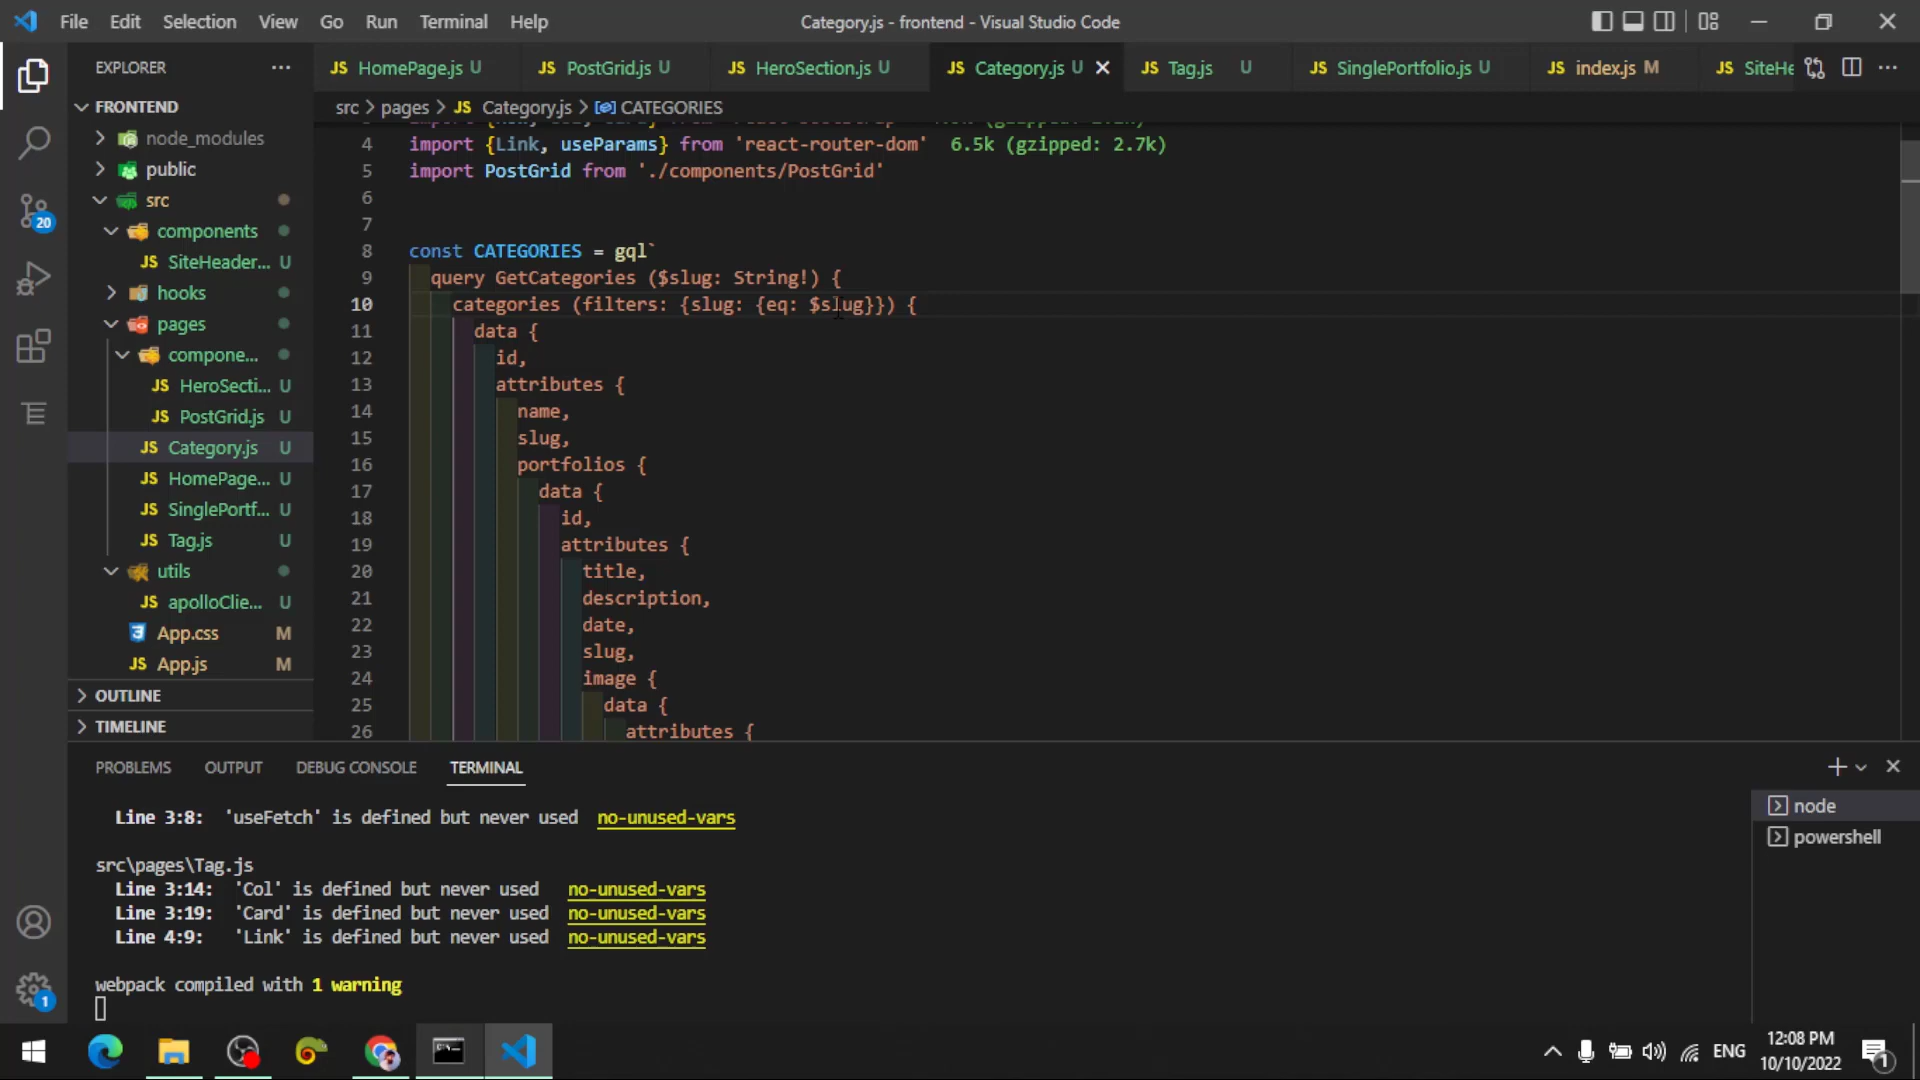 File Edit Selection View Go Run Terminal Help
Category.js - frontend - Visual Studio Code
EXPLORER
JS HomePage.js U
JS PostGrid.js U
JS HeroSection.js U
JS Category.js U
JS Tag.js U
JS SinglePortfolio.js U
JS index.js M
JS SiteHe
src > pages > JS Category.js > CATEGORIES
FRONTEND
node_modules
public
src
components
JS SiteHeader... U
hooks
pages
compone...
JS HeroSecti... U
JS PostGrid.js U
JS Category.js U
JS HomePage... U
JS SinglePortf... U
JS Tag.js U
utils
JS apolloClie... U
App.css M
JS App.js M
OUTLINE
TIMELINE
20
1
4 import {Link, useParams} from 'react-router-dom' 6.5k (gzipped: 2.7k)
5 import PostGrid from './components/PostGrid'
6
7
8 const CATEGORIES = gql`
9 query GetCategories ($slug: String!) {
10 categories (filters: {slug: {eq: $slug}}) {
11 data {
12 id,
13 attributes {
14 name,
15 slug,
16 portfolios {
17 data {
18 id,
19 attributes {
20 title,
21 description,
22 date,
23 slug,
24 image {
25 data {
26 attributes {
PROBLEMS OUTPUT DEBUG CONSOLE TERMINAL
Line 3:8: 'useFetch' is defined but never used no-unused-vars
src\pages\Tag.js
Line 3:14: 'Col' is defined but never used no-unused-vars
Line 3:19: 'Card' is defined but never used no-unused-vars
Line 4:9: 'Link' is defined but never used no-unused-vars
webpack compiled with 1 warning
node
powershell
ENG
12:08 PM
10/10/2022
1